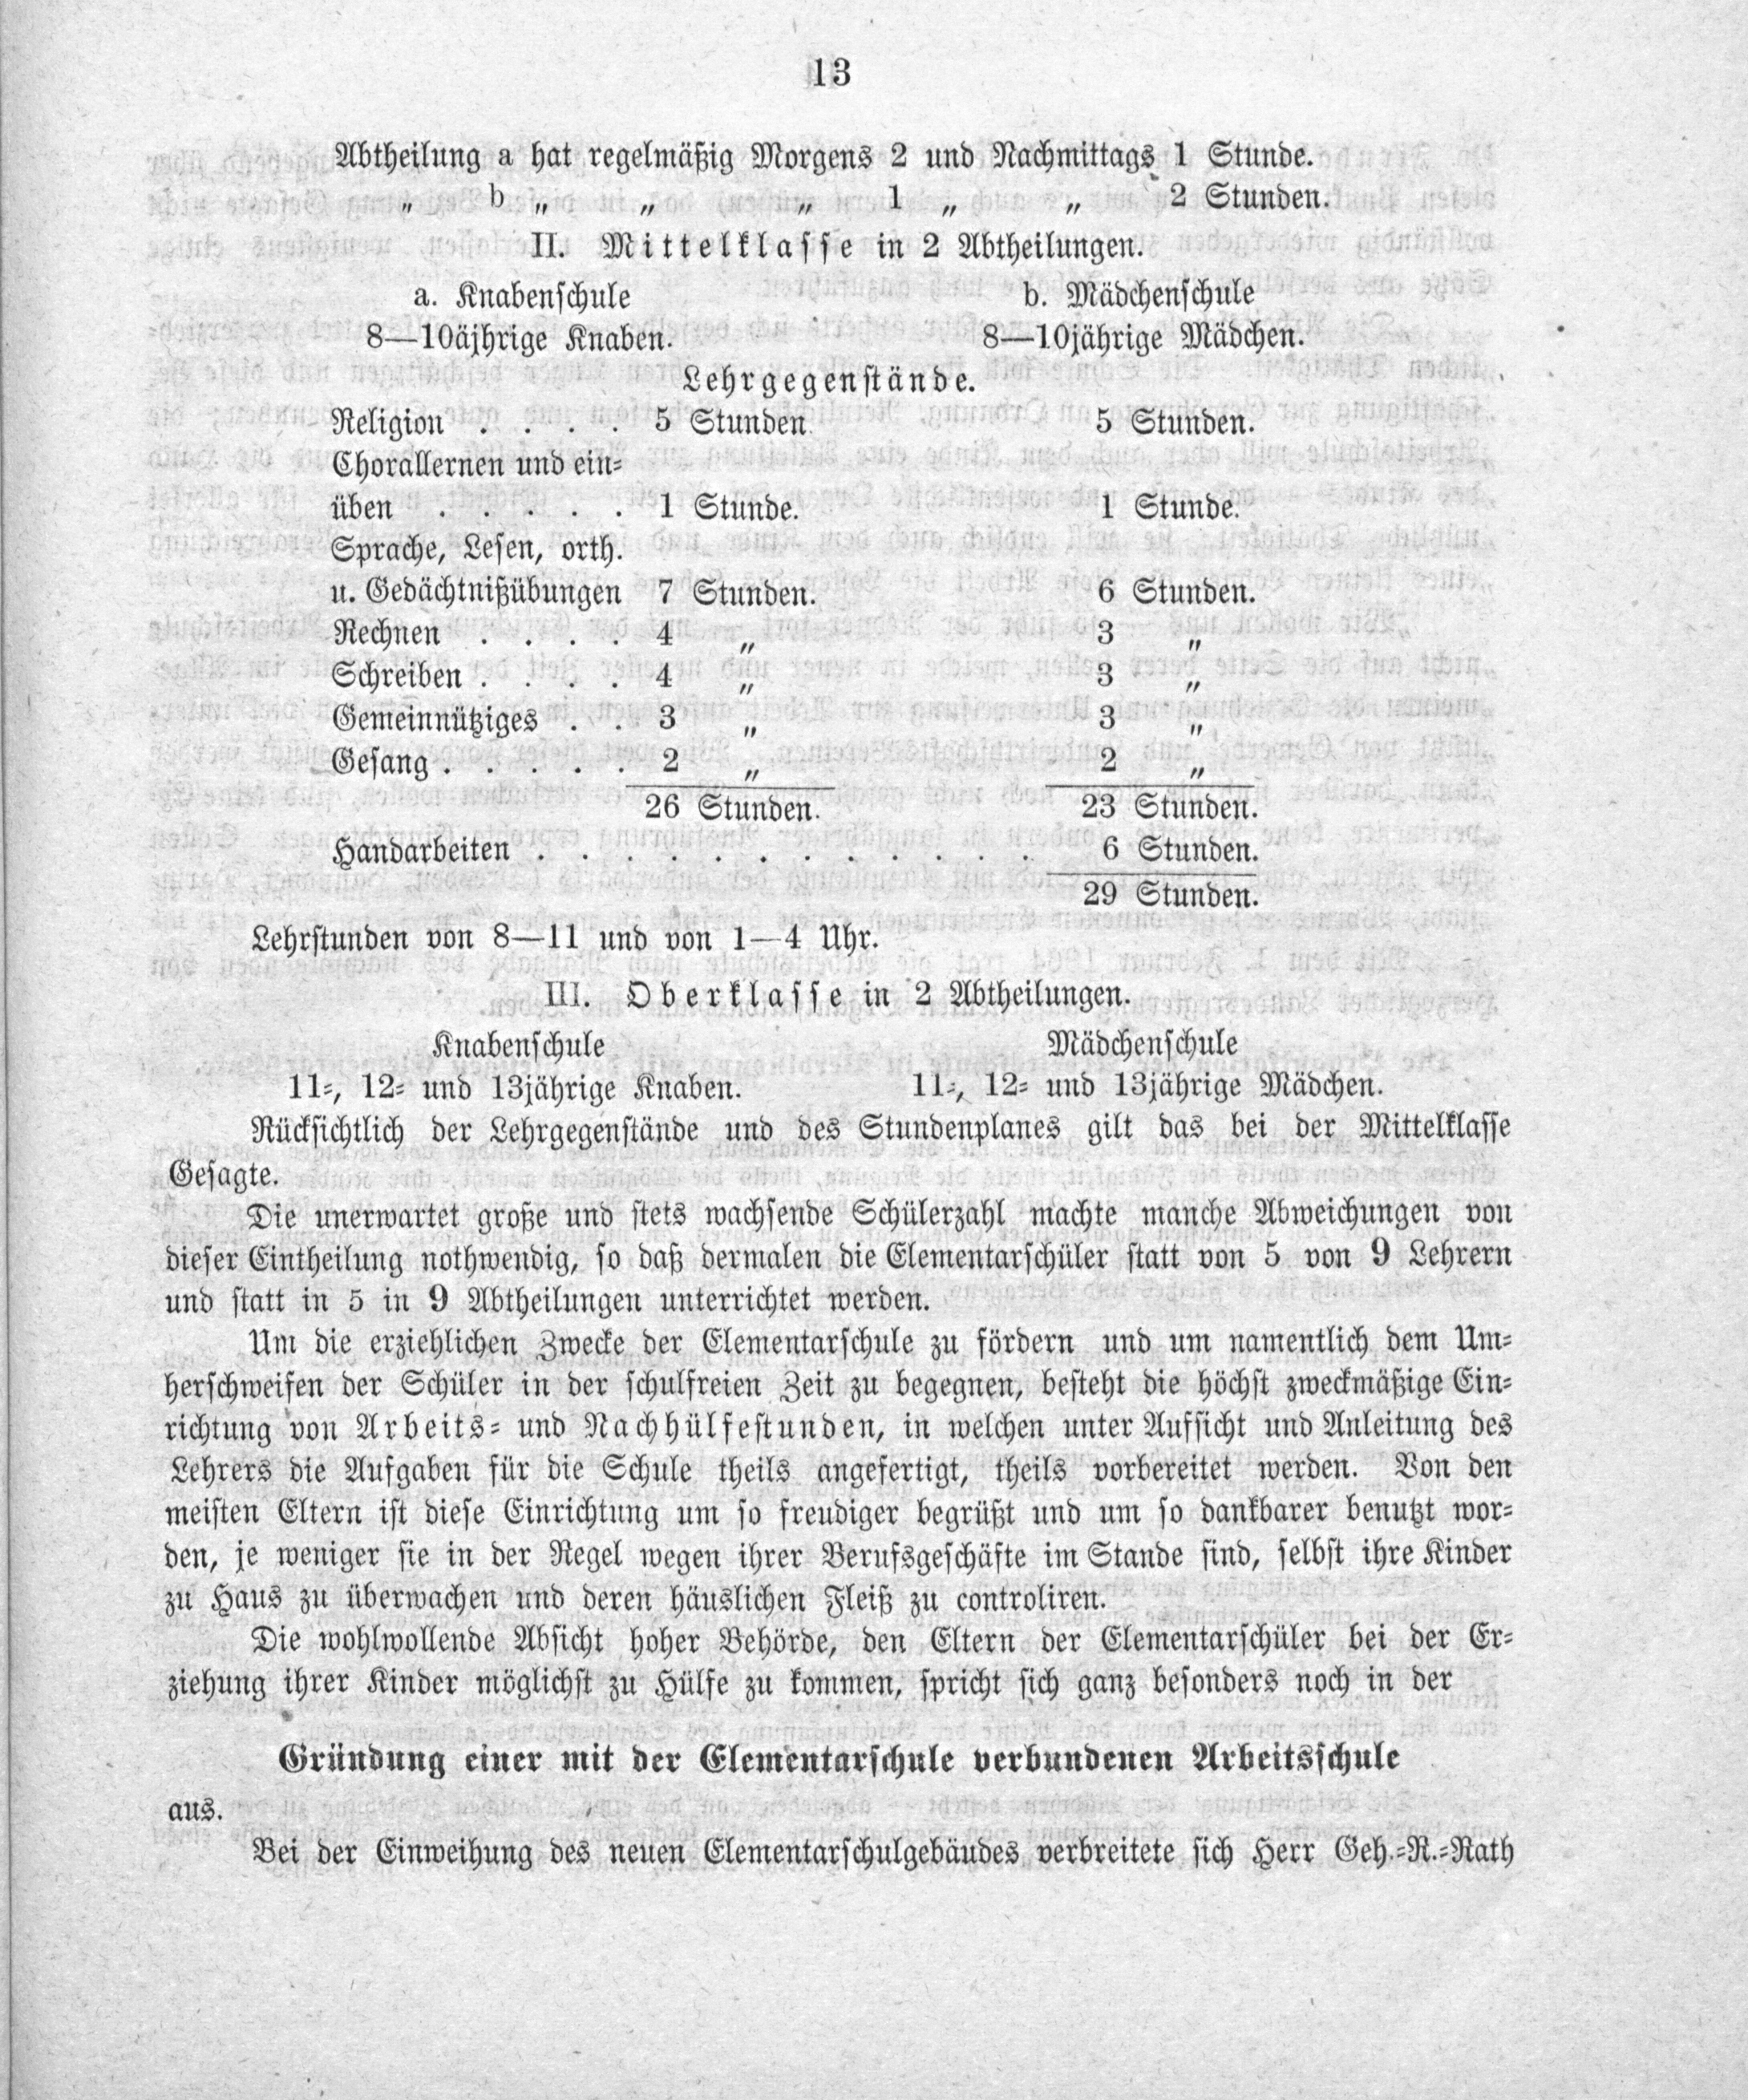 13
Abtheilung a hat regelmäßig Morgens 2 und Nachmittags 1 Stunde.
„ b „ „ „ 1 „ „ 2 Stunden.
II. Mittelklasse in 2 Abtheilungen.
a. Knabenschule b. Mädchenschule
8—10äjhrige Knaben. 8—10jährige Mädchen.
Lehrgegenstände.
Religion . . . . 5 Stunden 5 Stunden.
Chorallernen und ein-
üben . . . . . 1 Stunde. 1 Stunde.
Sprache, Lesen, orth.
u. Gedächtnißübungen 7 Stunden. 6 Stunden.
Rechnen . . . . 4 „ 3 „
Schreiben . . . . 4 „ 3 „
Gemeinnütziges . . 3 „ 3 „
Gesang . . . . . 2 „ 2 „
26 Stunden. 23 Stunden.
Handarbeiten . . . . . . . . . . . . 6 Stunden.
29 Stunden.
Lehrstunden von 8—11 und von 1—4 Uhr.
III. Oberklasse in 2 Abtheilungen.
Knabenschule Mädchenschule
11-, 12- und 13jährige Knaben. 11-, 12- und 13jährige Mädchen.
Rücksichtlich der Lehrgegenstände und des Stundenplanes gilt das bei der Mittelklasse
Gesagte.
Die unerwartet große und stets wachsende Schülerzahl machte manche Abweichungen von
dieser Eintheilung nothwendig, so daß dermalen die Elementarschüler statt von 5 von 9 Lehrern
und statt in 5 in 9 Abtheilungen unterrichtet werden.
Um die erziehlichen Zwecke der Elementarschule zu fördern und um namentlich dem Um-
herschweifen der Schüler in der schulfreien Zeit zu begegnen, besteht die höchst zweckmäßige Ein-
richtung von Arbeits- und Nachhülfestunden, in welchen unter Aufsicht und Anleitung des
Lehrers die Aufgaben für die Schule theils angefertigt, theils vorbereitet werden. Von den
meisten Eltern ist diese Einrichtung um so freudiger begrüßt und um so dankbarer benutzt wor-
den, je weniger sie in der Regel wegen ihrer Berufsgeschäfte im Stande sind, selbst ihre Kinder
zu Haus zu überwachen und deren häuslichen Fleiß zu controliren.
Die wohlwollende Absicht hoher Behörde, den Eltern der Elementarschüler bei der Er-
ziehung ihrer Kinder möglichst zu Hülfe zu kommen, spricht sich ganz besonders noch in der
Gründung einer mit der Elementarschule verbundenen Arbeitsschule
aus.
Bei der Einweihung des neuen Elementarschulgebäudes verbreitete sich Herr Geh.-R.-Rath